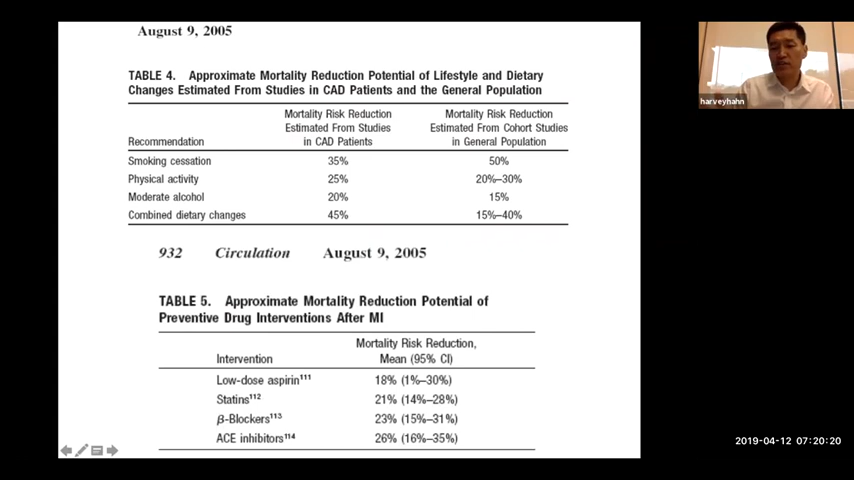 August 9, 2005
TABLE 4. Approximate Mortality Reduction Potential of Lifestyle and Dietary
Changes Estimated From Studies in CAD Patients and the General Population
Mortality Risk Reduction Mortality Risk Reduction
Estimated From Studies Estimated From Cohort Studies
Recommendation in CAD Patients in General Population
Smoking cessation 35% 50%
Physical activity 25% 20%–30%
Moderate alcohol 20% 15%
Combined dietary changes 45% 15%–40%
932 Circulation August 9, 2005
TABLE 5. Approximate Mortality Reduction Potential of
Preventive Drug Interventions After MI
Mortality Risk Reduction,
Intervention Mean (95% CI)
Low-dose aspirin¹¹¹ 18% (1%–30%)
Statins¹¹² 21% (14%–28%)
β-Blockers¹¹³ 23% (15%–31%)
ACE inhibitors¹¹⁴ 26% (16%–35%)
harveyhahn
2019-04-12 07:20:20